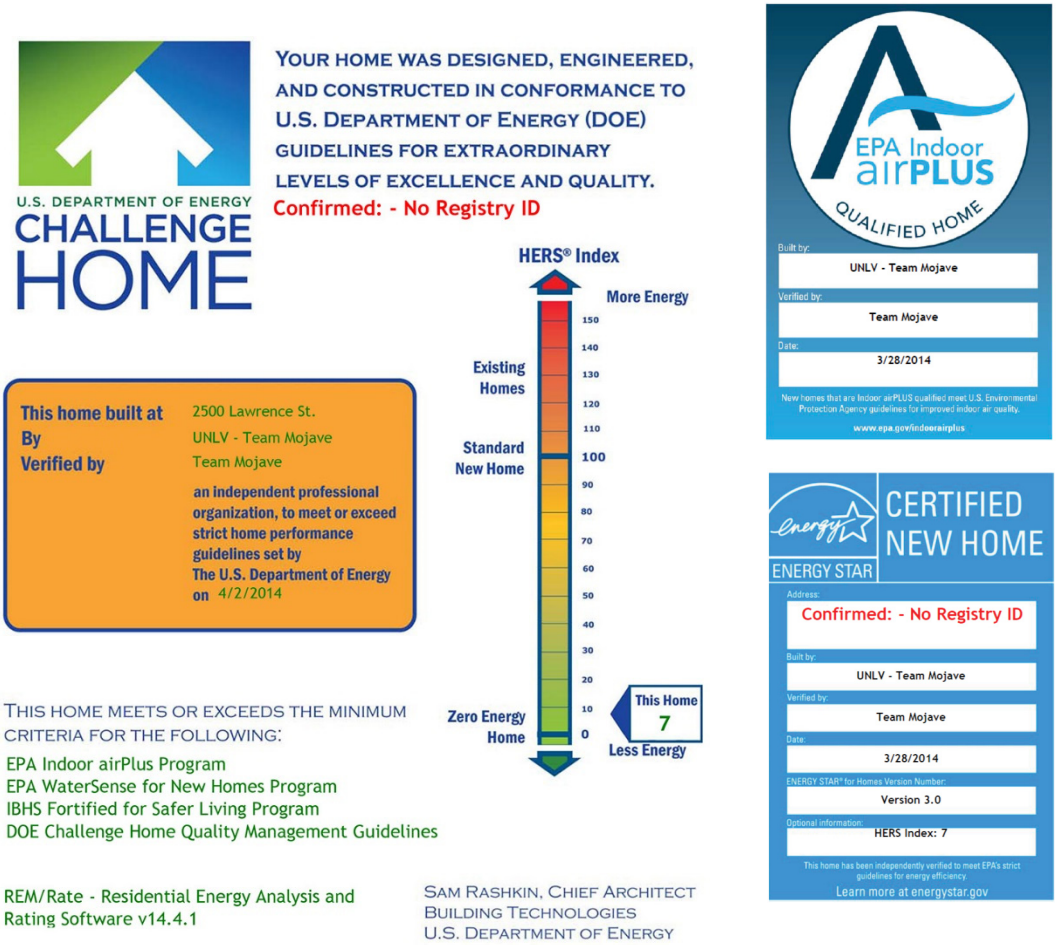 U.S. DEPARTMENT OF ENERGY
CHALLENGE
HOME
YOUR HOME WAS DESIGNED, ENGINEERED,
AND CONSTRUCTED IN CONFORMANCE TO
U.S. DEPARTMENT OF ENERGY (DOE)
GUIDELINES FOR EXTRAORDINARY
LEVELS OF EXCELLENCE AND QUALITY.
Confirmed: - No Registry ID
This home built at 2500 Lawrence St.
By UNLV - Team Mojave
Verified by Team Mojave
an independent professional
organization, to meet or exceed
strict home performance
guidelines set by
The U.S. Department of Energy
on 4/2/2014
HERS® Index
More Energy
150
140
Existing
Homes
130
120
110
Standard
New Home
100
90
80
70
60
50
40
30
20
10
Zero Energy
Home
0
This Home
7
Less Energy
THIS HOME MEETS OR EXCEEDS THE MINIMUM
CRITERIA FOR THE FOLLOWING:
EPA Indoor airPlus Program
EPA WaterSense for New Homes Program
IBHS Fortified for Safer Living Program
DOE Challenge Home Quality Management Guidelines
REM/Rate - Residential Energy Analysis and
Rating Software v14.4.1
SAM RASHKIN, CHIEF ARCHITECT
BUILDING TECHNOLOGIES
U.S. DEPARTMENT OF ENERGY
EPA Indoor
airPLUS
QUALIFIED HOME
Built by:
UNLV - Team Mojave
Verified by:
Team Mojave
Date:
3/28/2014
New homes that are Indoor airPLUS qualified meet U.S. Environmental
Protection Agency guidelines for improved indoor air quality.
www.epa.gov/indoorairplus
energy
ENERGY STAR
CERTIFIED
NEW HOME
Address:
Confirmed: - No Registry ID
Built by:
UNLV - Team Mojave
Verified by:
Team Mojave
Date:
3/28/2014
ENERGY STAR® for Homes Version Number:
Version 3.0
Optional information:
HERS Index: 7
This home has been independently verified to meet EPA's strict
guidelines for energy efficiency.
Learn more at energystar.gov